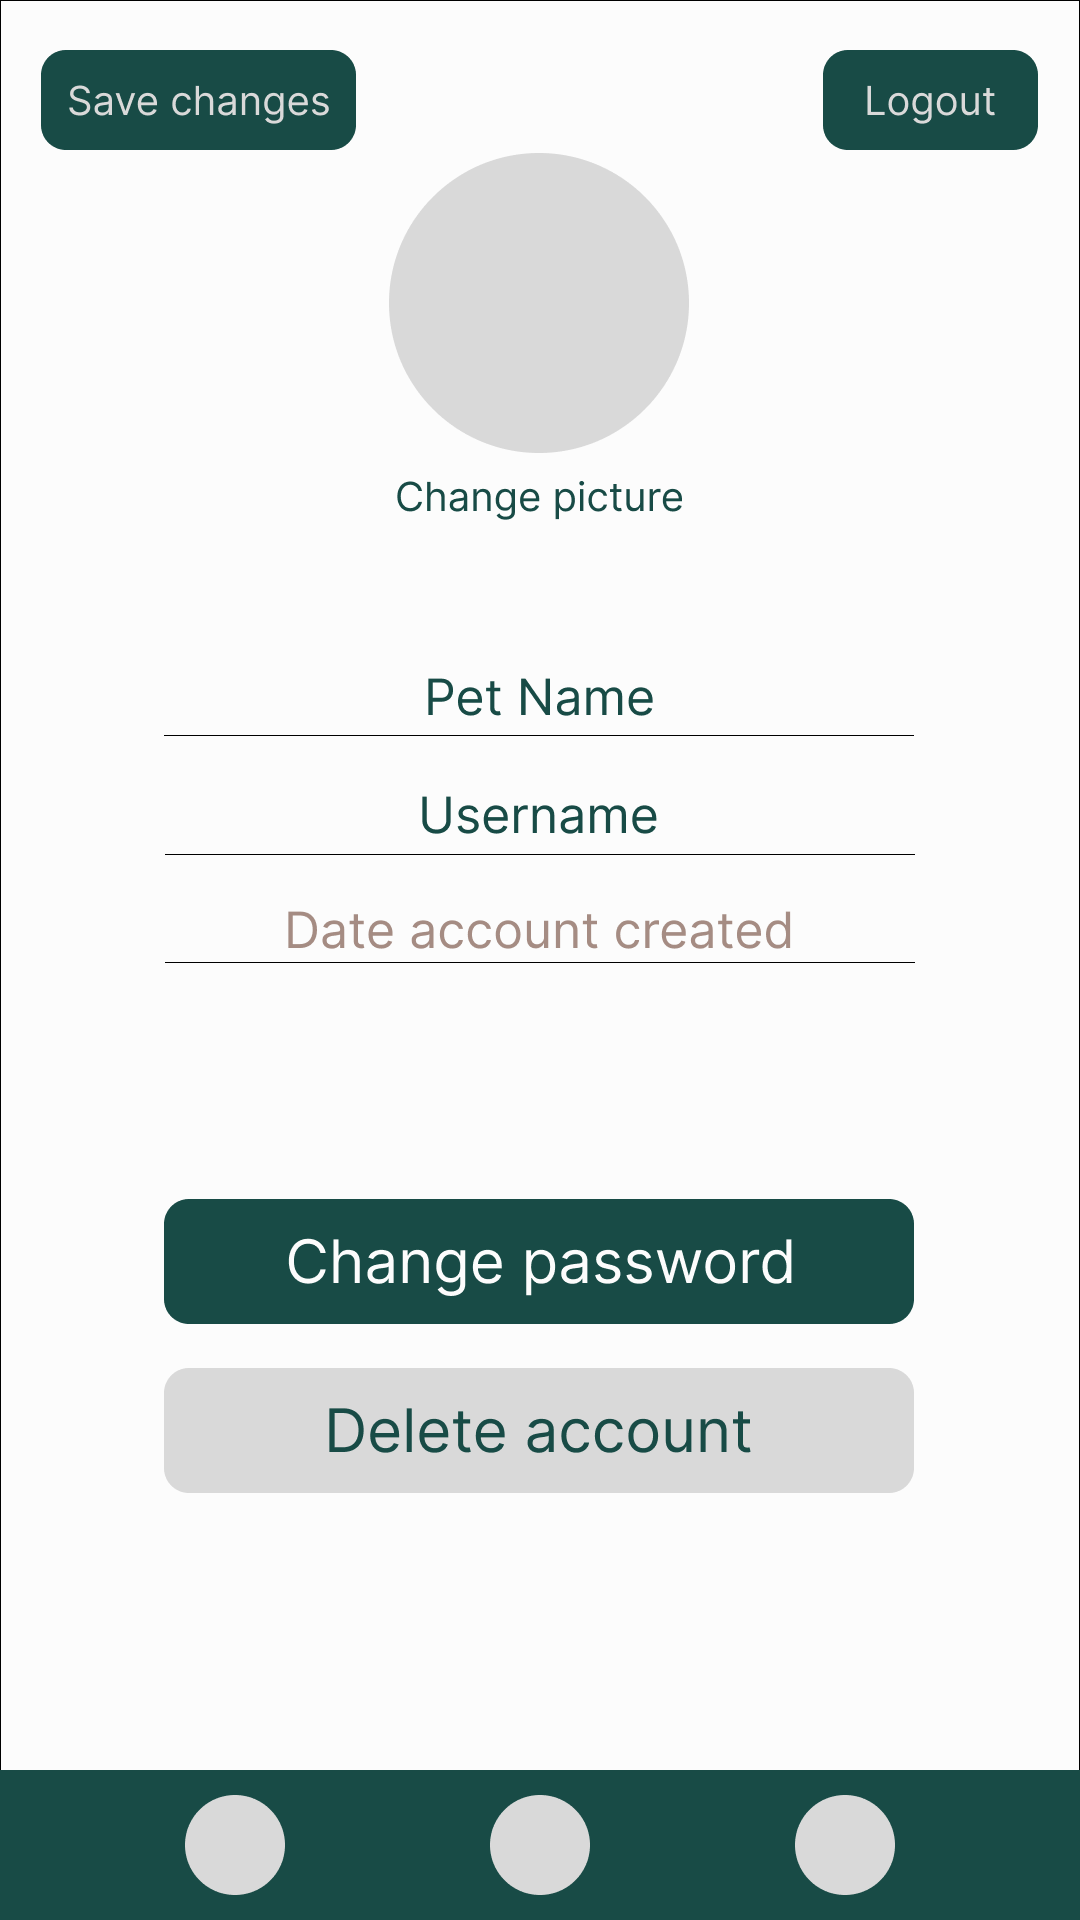 Save changes
Logout
Change picture
Pet Name
Username
Date account created
Change password
Delete account